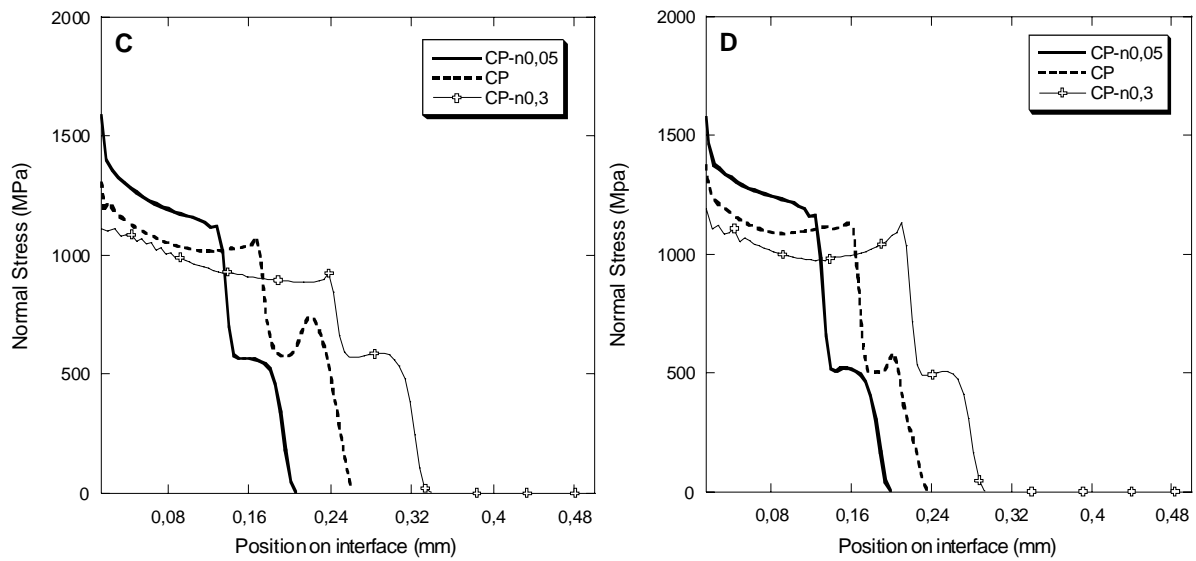 C
2000
1500
1000
500
0
Normal Stress (MPa)
CP-n0,05
CP
CP-n0,3
0,08 0,16 0,24 0,32 0,4 0,48
Position on interface (mm)
D
2000
1500
1000
500
0
Normal Stress (Mpa)
CP-n0,05
CP
CP-n0,3
0,08 0,16 0,24 0,32 0,4 0,48
Position on interface (mm)